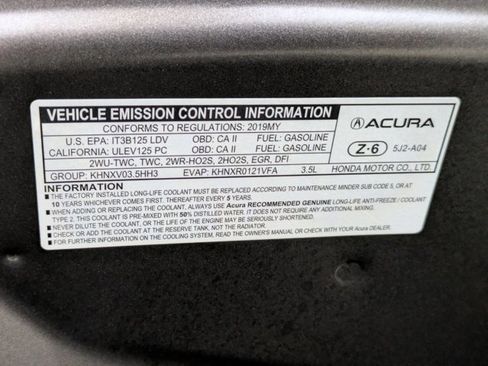 VEHICLE EMISSION CONTROL INFORMATION
CONFORMS TO REGULATIONS: 2019MY
U.S. EPA: IT3B125 LDV OBD: CA II FUEL: GASOLINE
CALIFORNIA: ULEV125 PC OBD: CA II FUEL: GASOLINE
2WU-TWC, TWC, 2WR-HO2S, 2HO2S, EGR, DFI
GROUP: KHNXV03.5HH3 EVAP: KHNXR0121VFA 3.5L
ACURA
Z·6 5J2-A04
HONDA MOTOR CO., LTD.
INFORMATION
■ THE FACTORY INSTALLED LONG-LIFE COOLANT MUST BE REPLACED ACCORDING TO MAINTENANCE MINDER SUB ITEM 5, OR AT
10 YEARS WHICHEVER COMES FIRST. THEREAFTER EVERY 5 YEARS.
■ WHEN ADDING OR REPLACING COOLANT, ALWAYS USE Acura RECOMMENDED GENUINE LONG-LIFE ANTI-FREEZE / COOLANT
TYPE 2. THIS COOLANT IS PRE-MIXED WITH 50% DISTILLED WATER, IT DOES NOT REQUIRE ANY ADDITIONAL MIXING.
■ NEVER DILUTE THE COOLANT OR THE LIFE OF THE ENGINE MAY BE SEVERELY SHORTENED.
■ CHECK OR ADD THE COOLANT AT THE RESERVE TANK, NOT THE RADIATOR.
■ FOR FURTHER INFORMATION ON THE COOLING SYSTEM, READ THE OWNER'S MANUAL OR CHECK WITH YOUR Acura DEALER.